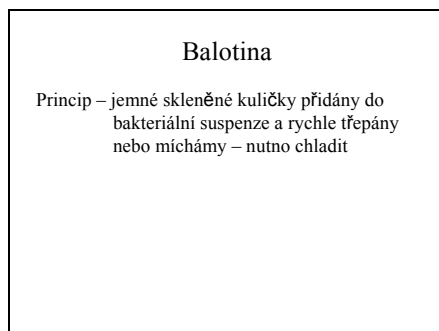 Balotina
Princip – jemné skleněné kuličky přidány do
bakteriální suspenze a rychle třepány
nebo míchámy – nutno chladit